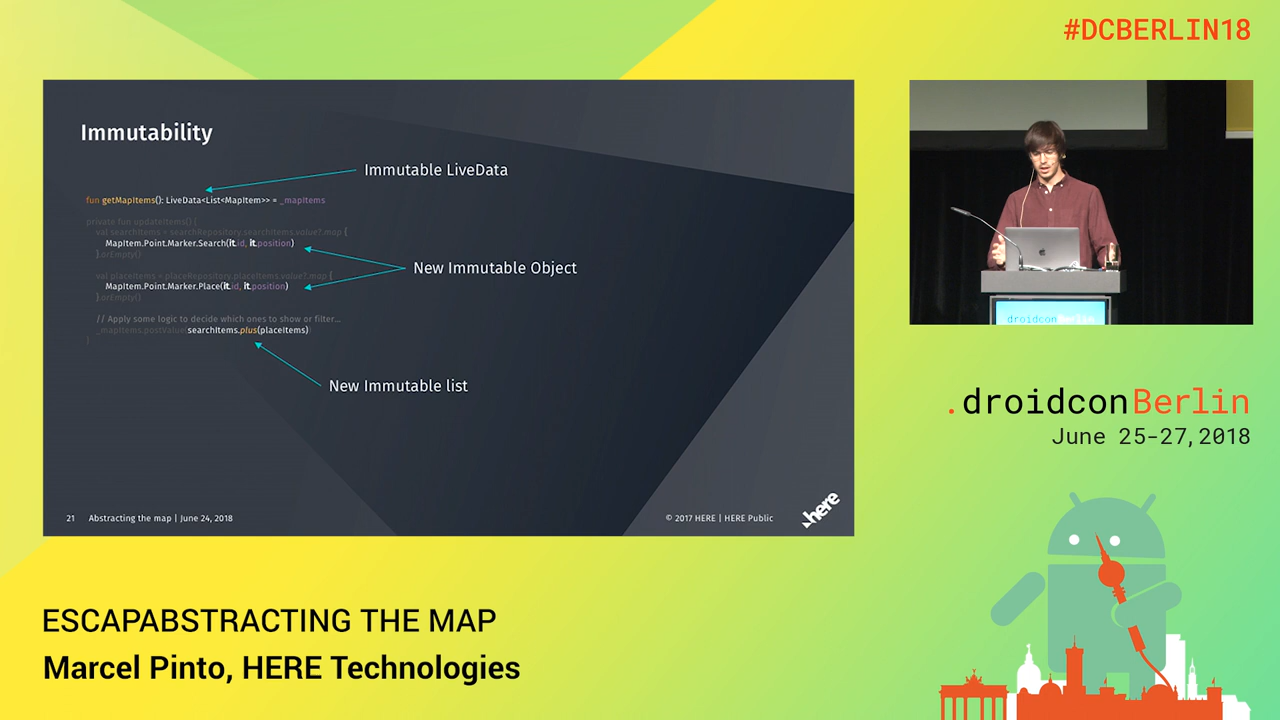 #DCBERLIN18
Immutability
Immutable LiveData
fun getMapItems(): LiveData<List<MapItem>> = _mapItems
private fun updateItems() {
val searchItems = searchRepository.searchItems.value?.map {
MapItem.Point.Marker.Search(it.id, it.position)
}.orEmpty()
New Immutable Object
val placeItems = placeRepository.placeItems.value?.map {
MapItem.Point.Marker.Place(it.id, it.position)
}.orEmpty()
// Apply some logic to decide which ones to show or filter...
_mapItems.postValue(searchItems.plus(placeItems))
}
New Immutable list
21 Abstracting the map | June 24, 2018
© 2017 HERE | HERE Public
here
droidcon Berlin
.droidconBerlin
June 25-27, 2018
ESCAPABSTRACTING THE MAP
Marcel Pinto, HERE Technologies